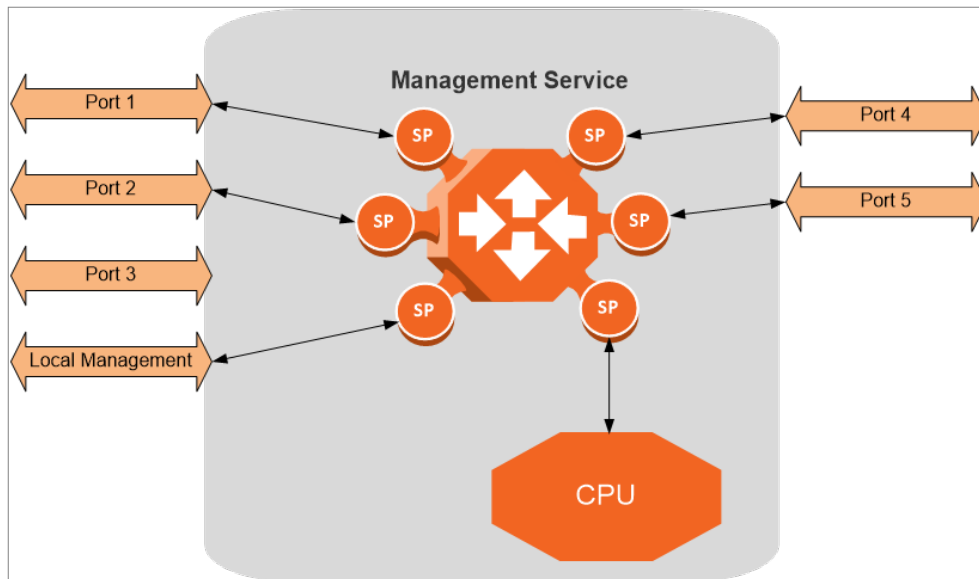 Management Service
Port 1
Port 2
Port 3
Local Management
SP
SP
SP
SP
SP
SP
Port 4
Port 5
CPU